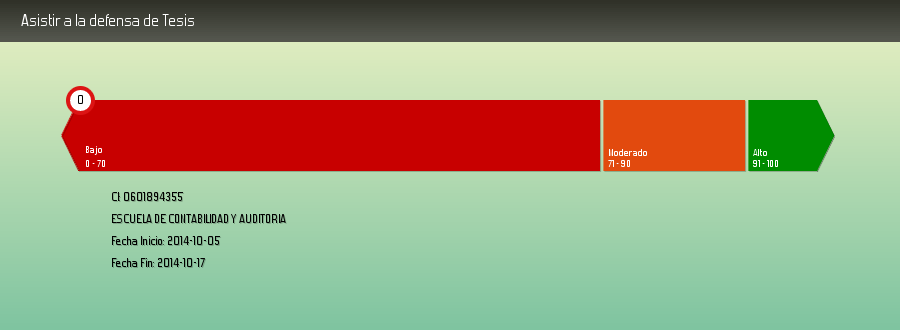 Asistir a la defensa de Tesis
0
Bajo
0 - 70
Moderado
71 - 90
Alto
91 - 100
CI: 0601894355
ESCUELA DE CONTABILIDAD Y AUDITORIA
Fecha Inicio: 2014-10-05
Fecha Fin: 2014-10-17